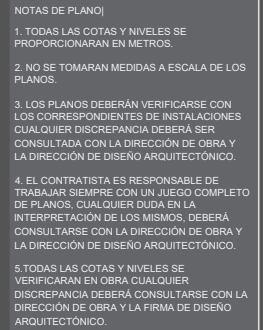 NOTAS DE PLANO|
1. TODAS LAS COTAS Y NIVELES SE
PROPORCIONARAN EN METROS.
2. NO SE TOMARAN MEDIDAS A ESCALA DE LOS
PLANOS.
3. LOS PLANOS DEBERÁN VERIFICARSE CON
LOS CORRESPONDIENTES DE INSTALACIONES
CUALQUIER DISCREPANCIA DEBERÁ SER
CONSULTADA CON LA DIRECCIÓN DE OBRA Y
LA DIRECCIÓN DE DISEÑO ARQUITECTÓNICO.
4. EL CONTRATISTA ES RESPONSABLE DE
TRABAJAR SIEMPRE CON UN JUEGO COMPLETO
DE PLANOS, CUALQUIER DUDA EN LA
INTERPRETACIÓN DE LOS MISMOS, DEBERÁ
CONSULTARSE CON LA DIRECCIÓN DE OBRA Y
LA DIRECCIÓN DE DISEÑO ARQUITECTÓNICO.
5.TODAS LAS COTAS Y NIVELES SE
VERIFICARAN EN OBRA CUALQUIER
DISCREPANCIA DEBERÁ CONSULTARSE CON LA
DIRECCIÓN DE OBRA Y LA FIRMA DE DISEÑO
ARQUITECTÓNICO.